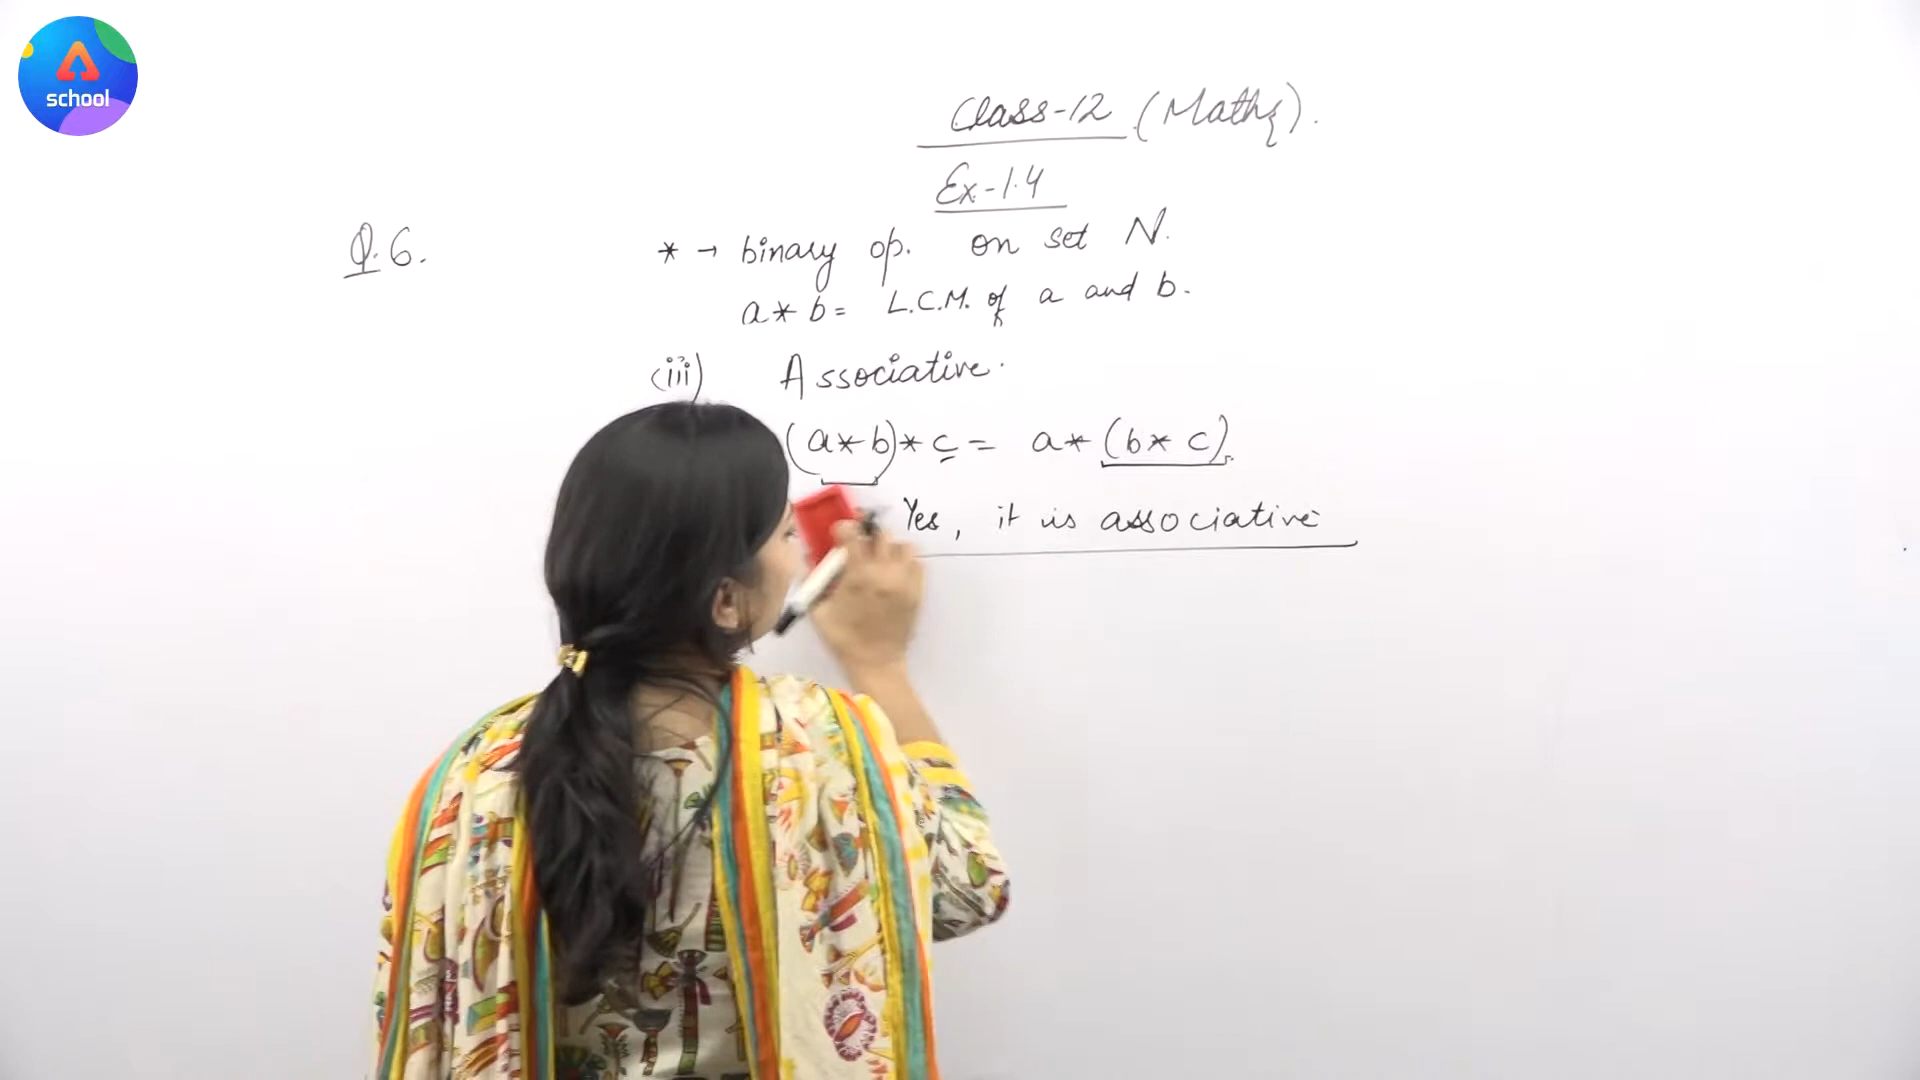 school
Class-12 (Maths).
Ex-1.4
Q.6.
* → binary op. on set N.
a * b = L.C.M. of a and b.
(iii) Associative.
(a * b) * c = a * (b * c).
Yes, it is associative